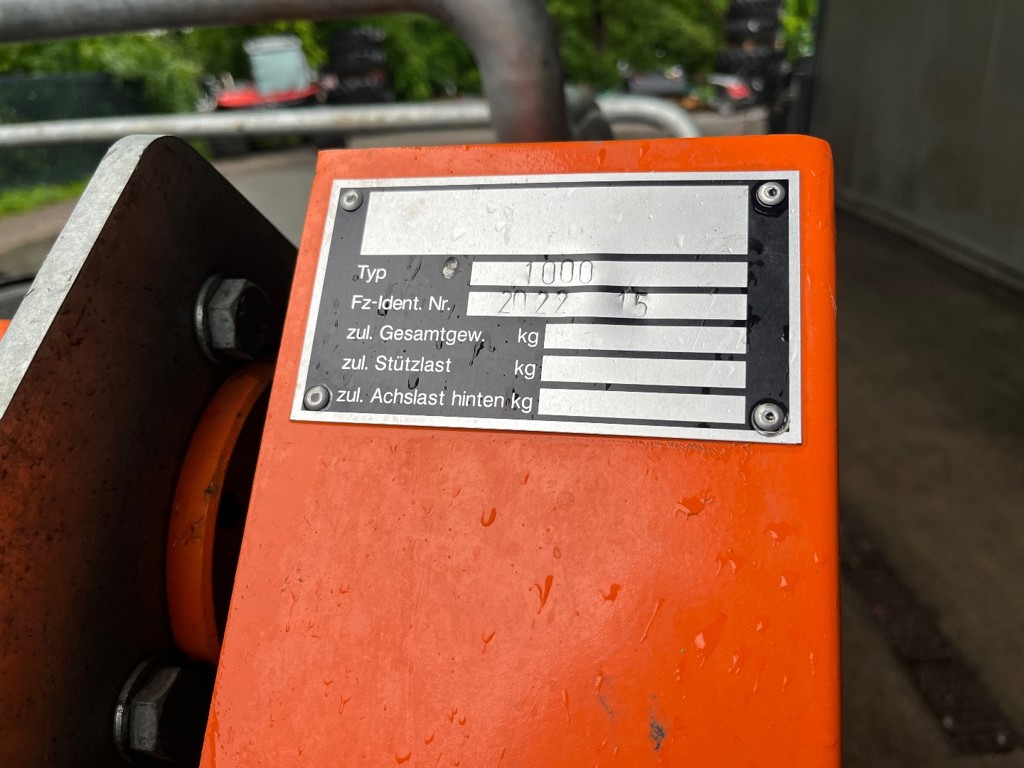 Typ 1000
Fz-Ident. Nr. 2022 15
zul. Gesamtgew. kg
zul. Stützlast kg
zul. Achslast hinten kg